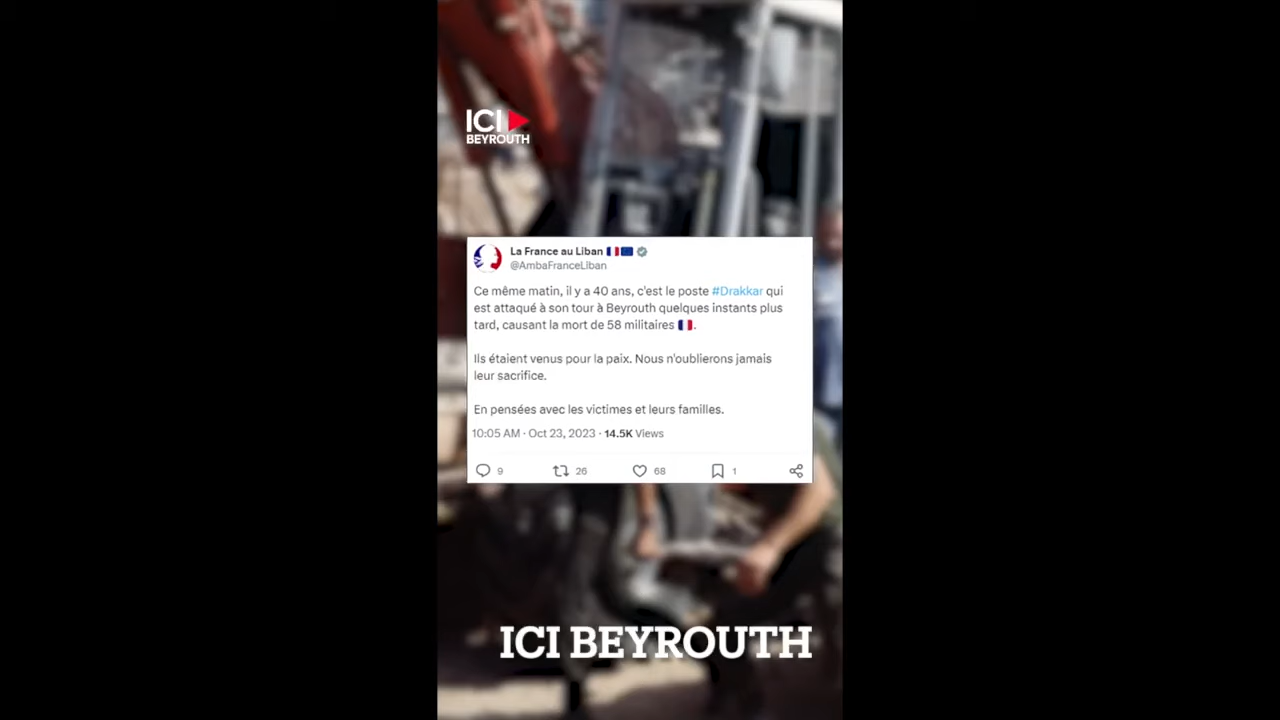 ICI
BEYROUTH
La France au Liban 🇫🇷🇪🇺
@AmbaFranceLiban
Ce même matin, il y a 40 ans, c'est le poste #Drakkar qui
est attaqué à son tour à Beyrouth quelques instants plus
tard, causant la mort de 58 militaires 🇫🇷.
Ils étaient venus pour la paix. Nous n'oublierons jamais
leur sacrifice.
En pensées avec les victimes et leurs familles.
10:05 AM · Oct 23, 2023 · 14.5K Views
9 26 68 1
ICI BEYROUTH